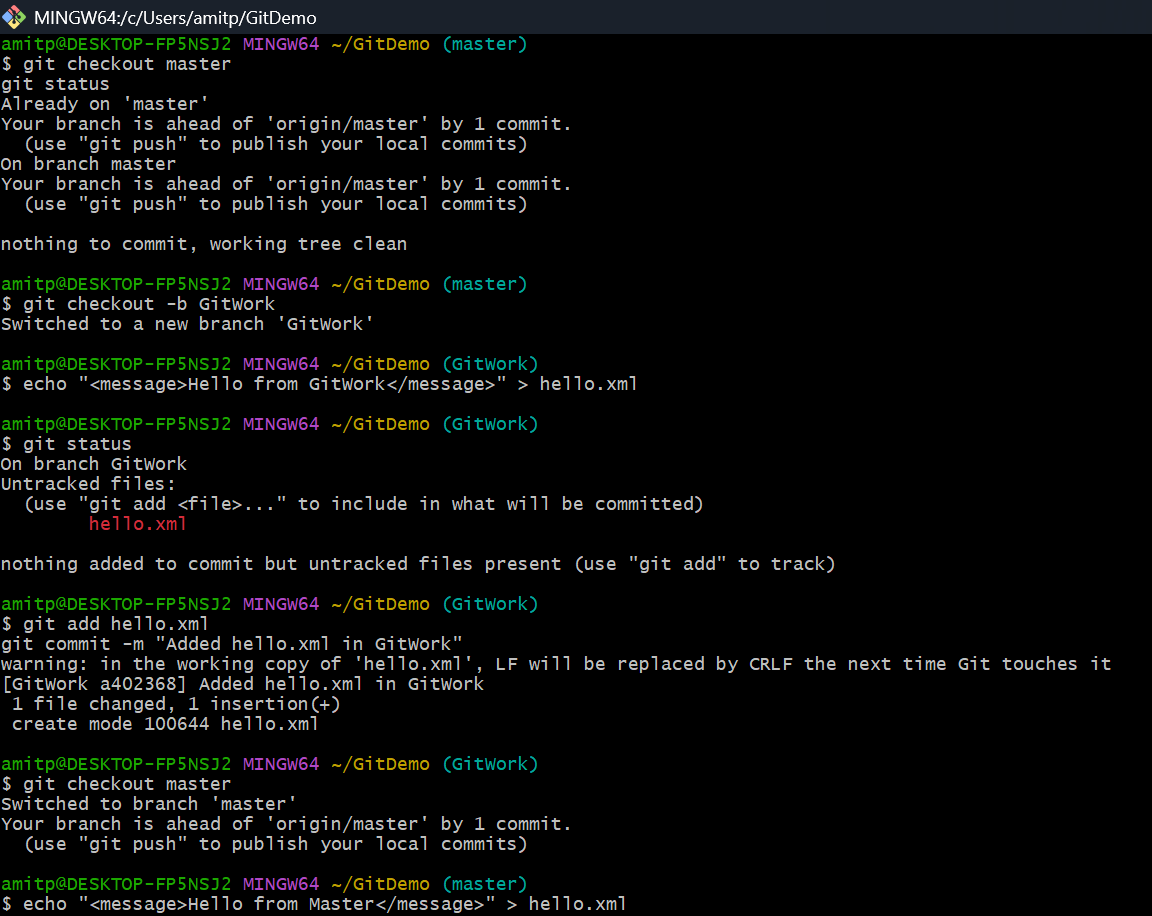 MINGW64:/c/Users/amitp/GitDemo
amitp@DESKTOP-FP5NSJ2 MINGW64 ~/GitDemo (master)
$ git checkout master
git status
Already on 'master'
Your branch is ahead of 'origin/master' by 1 commit.
  (use "git push" to publish your local commits)
On branch master
Your branch is ahead of 'origin/master' by 1 commit.
  (use "git push" to publish your local commits)

nothing to commit, working tree clean

amitp@DESKTOP-FP5NSJ2 MINGW64 ~/GitDemo (master)
$ git checkout -b GitWork
Switched to a new branch 'GitWork'

amitp@DESKTOP-FP5NSJ2 MINGW64 ~/GitDemo (GitWork)
$ echo "<message>Hello from GitWork</message>" > hello.xml

amitp@DESKTOP-FP5NSJ2 MINGW64 ~/GitDemo (GitWork)
$ git status
On branch GitWork
Untracked files:
  (use "git add <file>..." to include in what will be committed)
        hello.xml

nothing added to commit but untracked files present (use "git add" to track)

amitp@DESKTOP-FP5NSJ2 MINGW64 ~/GitDemo (GitWork)
$ git add hello.xml
git commit -m "Added hello.xml in GitWork"
warning: in the working copy of 'hello.xml', LF will be replaced by CRLF the next time Git touches it
[GitWork a402368] Added hello.xml in GitWork
 1 file changed, 1 insertion(+)
 create mode 100644 hello.xml

amitp@DESKTOP-FP5NSJ2 MINGW64 ~/GitDemo (GitWork)
$ git checkout master
Switched to branch 'master'
Your branch is ahead of 'origin/master' by 1 commit.
  (use "git push" to publish your local commits)

amitp@DESKTOP-FP5NSJ2 MINGW64 ~/GitDemo (master)
$ echo "<message>Hello from Master</message>" > hello.xml